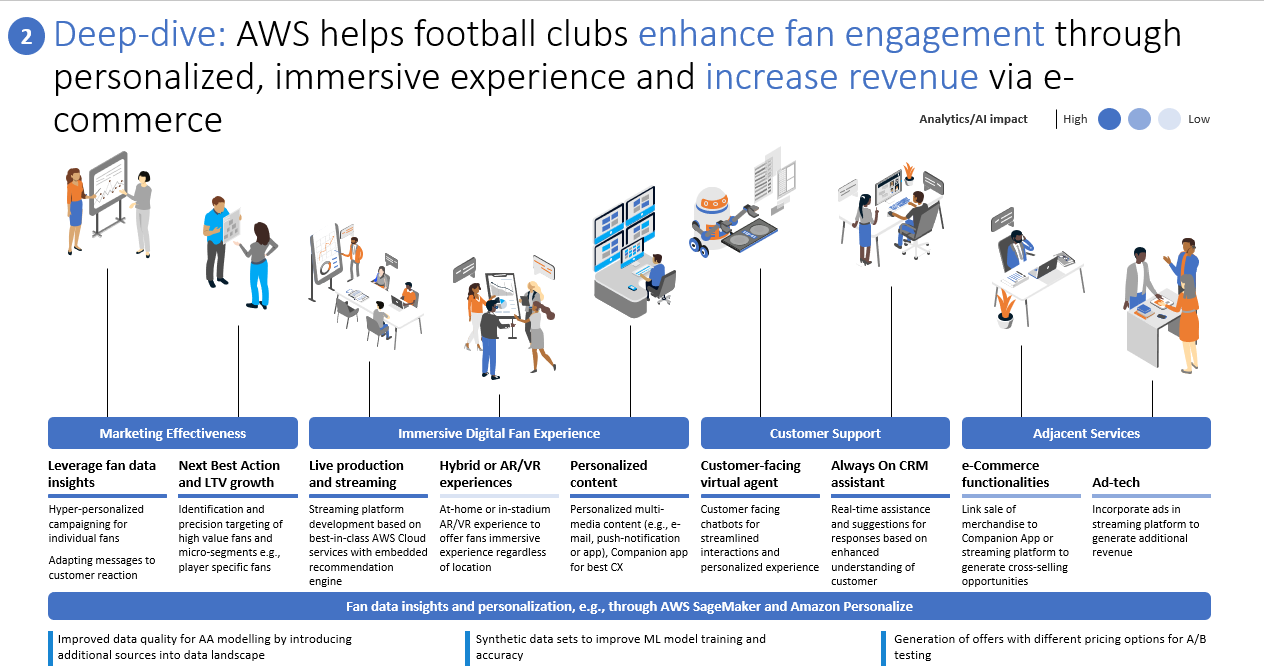 2
Deep-dive: AWS helps football clubs enhance fan engagement through
personalized, immersive experience and increase revenue via e-
commerce
Analytics/AI impact
High
Low
Marketing Effectiveness
Immersive Digital Fan Experience
Customer Support
Adjacent Services
Leverage fan data
insights
Hyper-personalized
campaigning for
individual fans
Adapting messages to
customer reaction
Next Best Action
and LTV growth
Identification and
precision targeting of
high value fans and
micro-segments e.g.,
player specific fans
Live production
and streaming
Streaming platform
development based on
best-in-class AWS Cloud
services with embedded
recommendation
engine
Hybrid or AR/VR
experiences
At-home or in-stadium
AR/VR experience to
offer fans immersive
experience regardless
of location
Personalized
content
Personalized multi-
media content (e.g., e-
mail, push-notification
or app), Companion app
for best CX
Customer-facing
virtual agent
Customer facing
chatbots for
streamlined
interactions and
personalized experience
Always On CRM
assistant
Real-time assistance
and suggestions for
responses based on
enhanced
understanding of
customer
e-Commerce
functionalities
Link sale of
merchandise to
Companion App or
streaming platform to
generate cross-selling
opportunities
Ad-tech
Incorporate ads in
streaming platform to
generate additional
revenue
Fan data insights and personalization, e.g., through AWS SageMaker and Amazon Personalize
Improved data quality for AA modelling by introducing
additional sources into data landscape
Synthetic data sets to improve ML model training and
accuracy
Generation of offers with different pricing options for A/B
testing